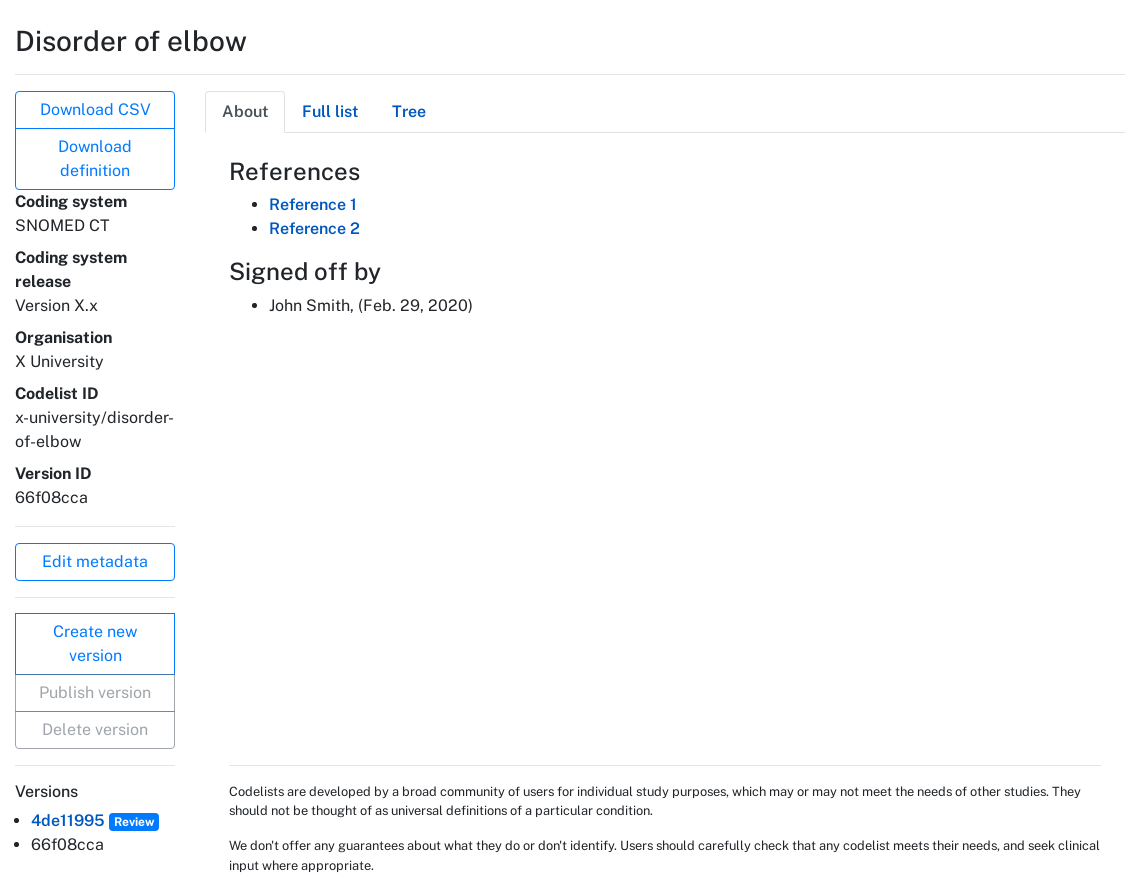 Disorder of elbow
Download CSV
Download
definition
Coding system
SNOMED CT
Coding system
release
Version X.x
Organisation
X University
Codelist ID
x-university/disorder-
of-elbow
Version ID
66f08cca
Edit metadata
Create new
version
Publish version
Delete version
Versions
4de11995 Review
66f08cca
About Full list Tree
References
Reference 1
Reference 2
Signed off by
John Smith, (Feb. 29, 2020)
Codelists are developed by a broad community of users for individual study purposes, which may or may not meet the needs of other studies. They
should not be thought of as universal definitions of a particular condition.
We don't offer any guarantees about what they do or don't identify. Users should carefully check that any codelist meets their needs, and seek clinical
input where appropriate.